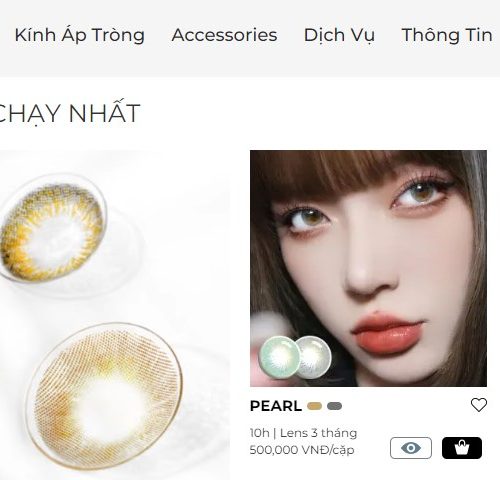 Kính Áp Tròng Accessories Dịch Vụ Thông Tin
CHẠY NHẤT
PEARL
10h | Lens 3 tháng
500,000 VNĐ/cặp